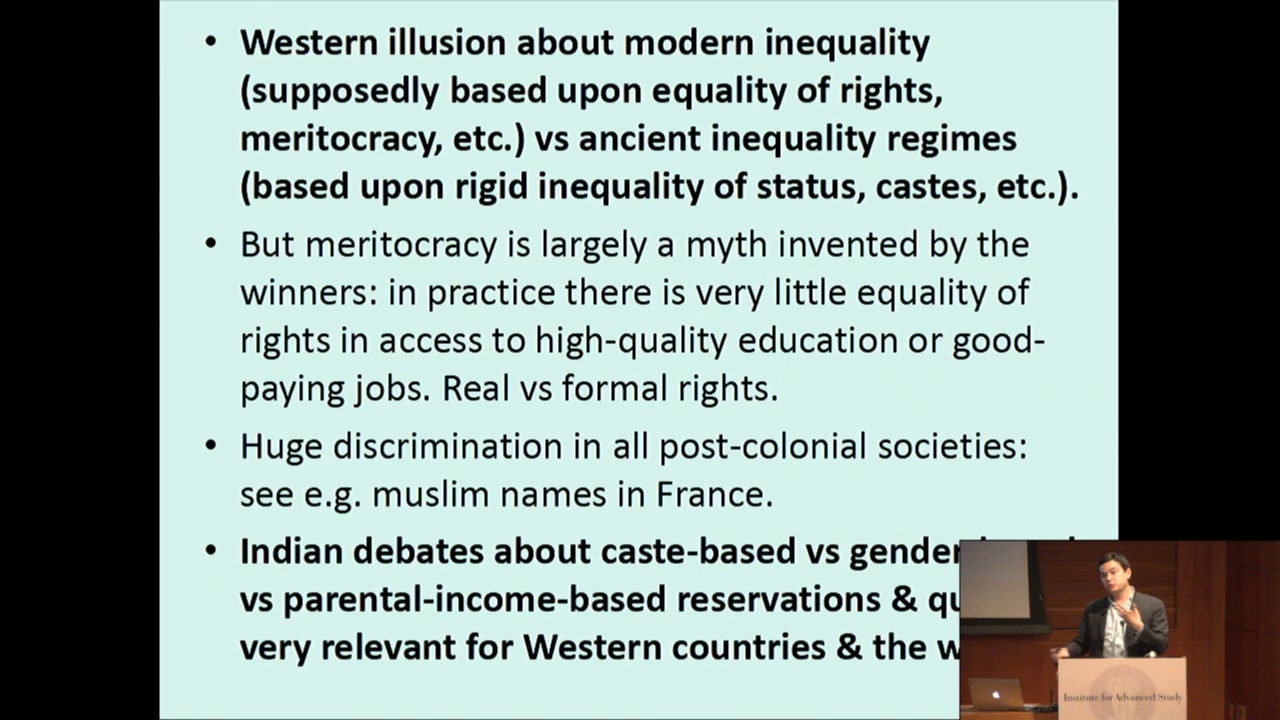 • Western illusion about modern inequality
(supposedly based upon equality of rights,
meritocracy, etc.) vs ancient inequality regimes
(based upon rigid inequality of status, castes, etc.).
• But meritocracy is largely a myth invented by the
winners: in practice there is very little equality of
rights in access to high-quality education or good-
paying jobs. Real vs formal rights.
• Huge discrimination in all post-colonial societies:
see e.g. muslim names in France.
• Indian debates about caste-based vs gender
vs parental-income-based reservations &
very relevant for Western countries & the
Institute for Advanced Study